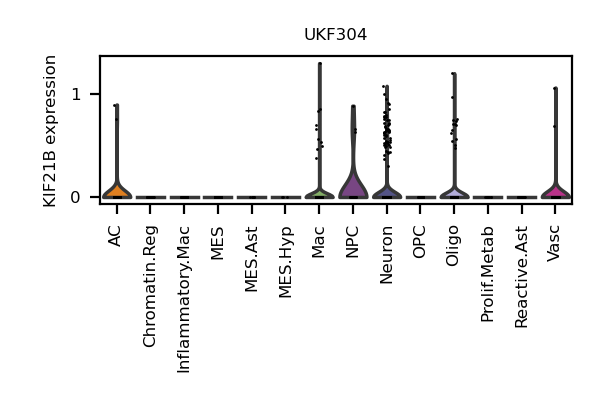 UKF304
KIF21B expression
1
0
AC
Chromatin.Reg
Inflammatory.Mac
MES
MES.Ast
MES.Hyp
Mac
NPC
Neuron
OPC
Oligo
Prolif.Metab
Reactive.Ast
Vasc